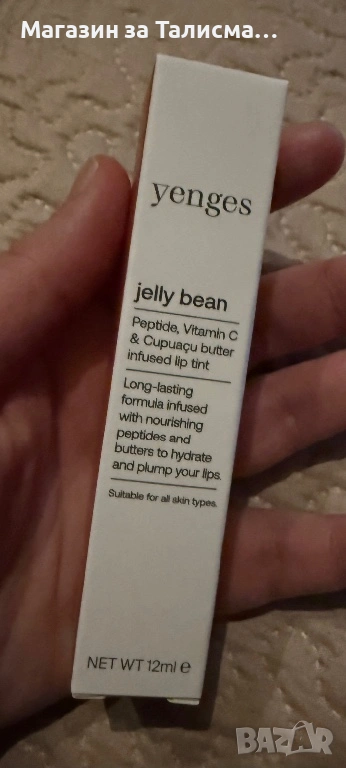 Магазин за Талисма...
yenges
jelly bean
Peptide, Vitamin C
& Cupuaçu butter
infused lip tint
Long-lasting
formula infused
with nourishing
peptides and
butters to hydrate
and plump your lips.
Suitable for all skin types.
NET WT 12ml ℮
BAZAR